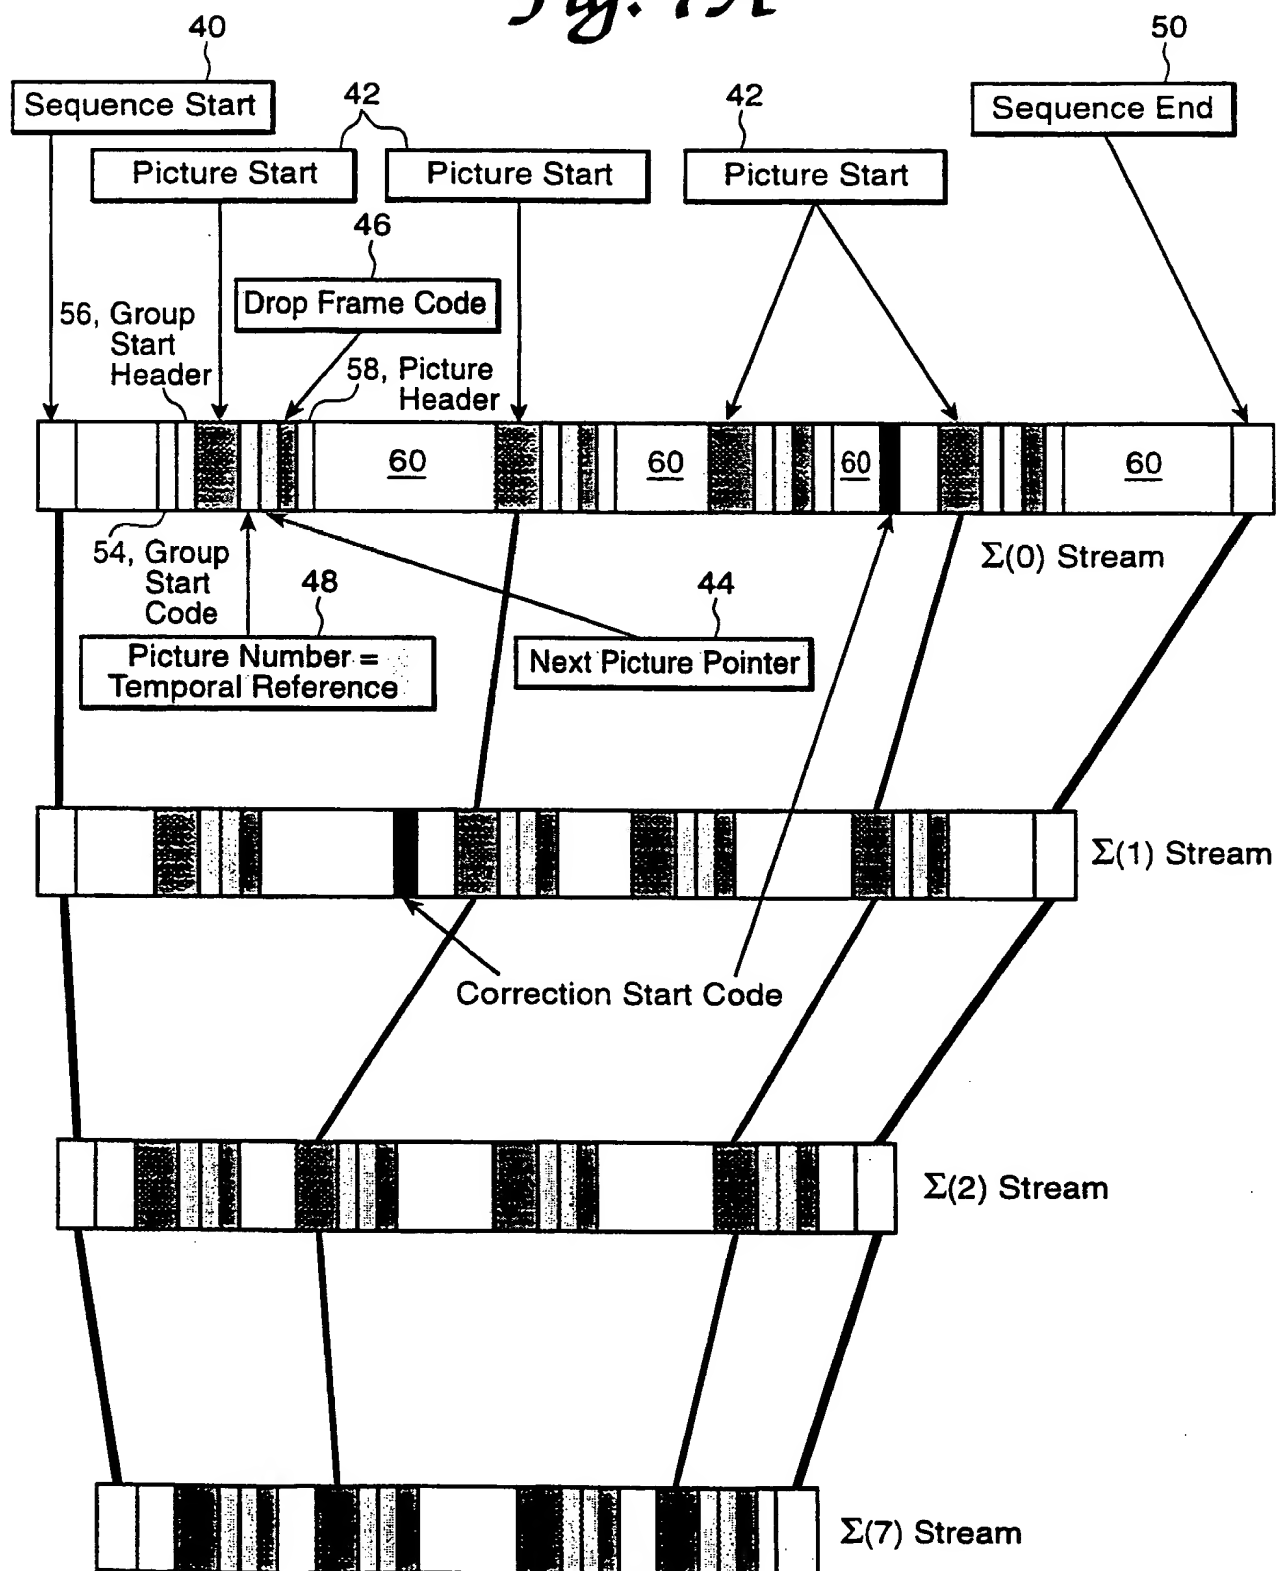 40
50
Sequence Start
42
42
Sequence End
Picture Start
Picture Start
Picture Start
46
Drop Frame Code
56, Group
Start
Header
58, Picture
Header
60
60
60
60
54, Group
Start
Code
Σ(0) Stream
48
44
Picture Number =
Temporal Reference
Next Picture Pointer
Σ(1) Stream
Correction Start Code
Σ(2) Stream
Σ(7) Stream